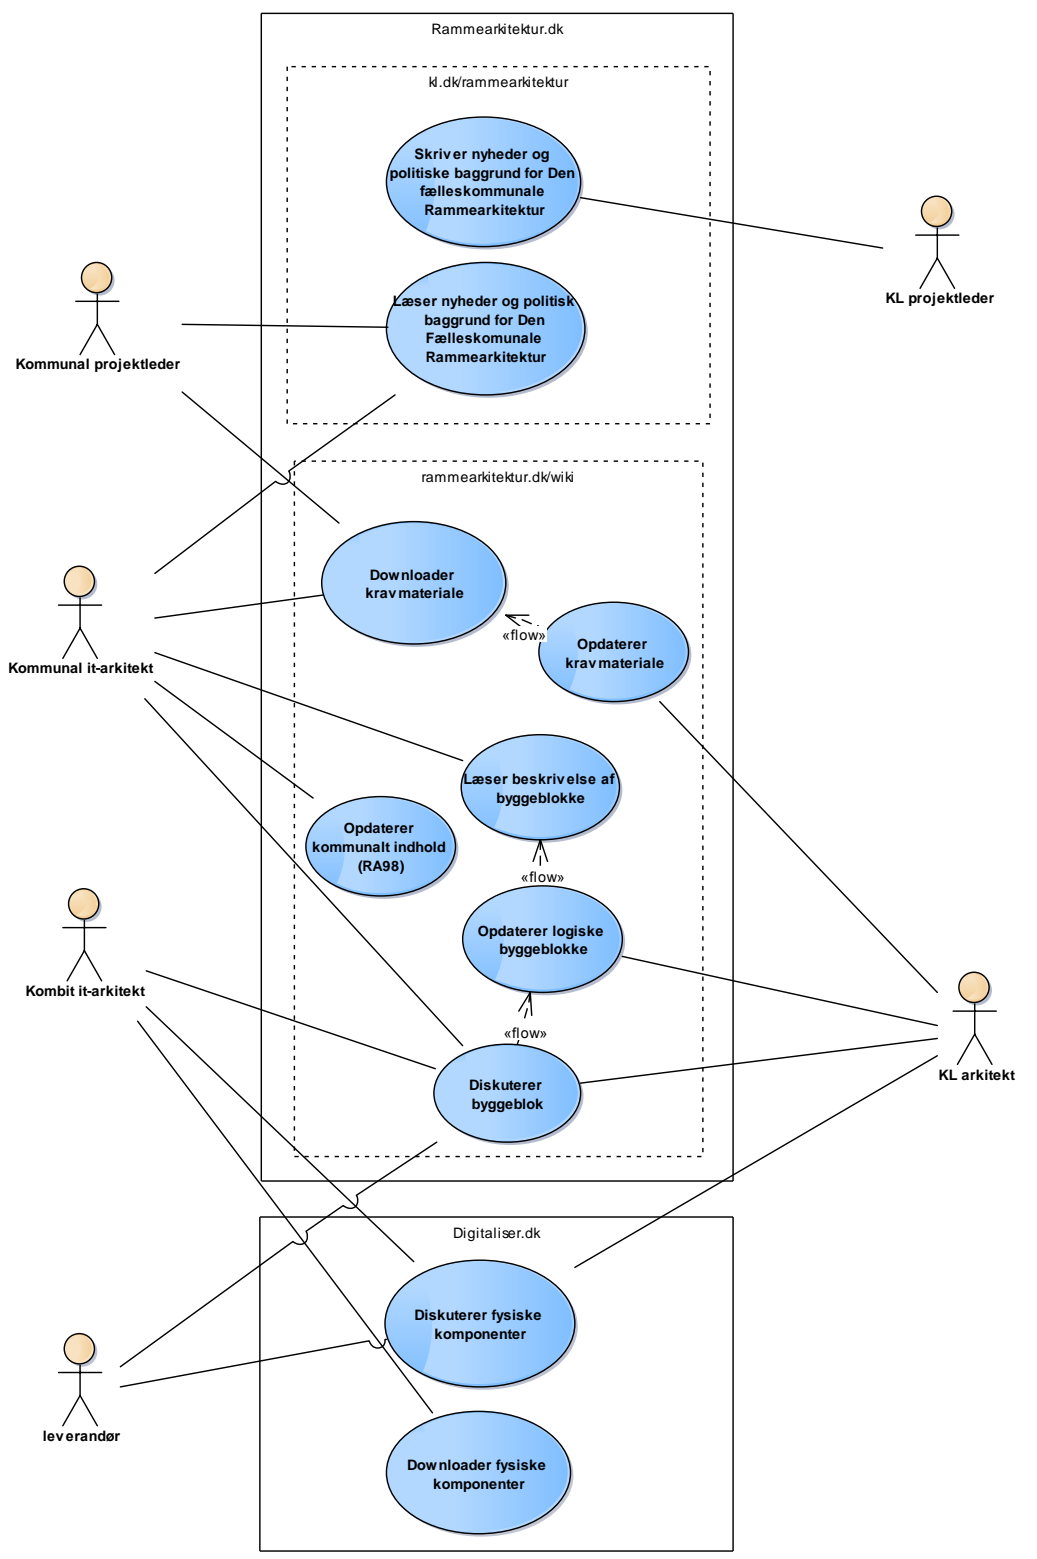 Rammearkitektur.dk
kl.dk/rammearkitektur
Skriver nyheder og
politiske baggrund for Den
fælleskommunale
Rammearkitektur
KL projektleder
Læser nyheder og politisk
baggrund for Den
Fælleskomunale
Rammearkitektur
Kommunal projektleder
rammearkitektur.dk/wiki
Downloader
kravmateriale
«flow»
Opdaterer
kravmateriale
Kommunal it-arkitekt
Læser beskrivelse af
byggeblokke
Opdaterer
kommunalt indhold
(RA98)
«flow»
Opdaterer logiske
byggeblokke
Kombit it-arkitekt
«flow»
KL arkitekt
Diskuterer
byggeblok
Digitaliser.dk
Diskuterer fysiske
komponenter
leverandør
Downloader fysiske
komponenter